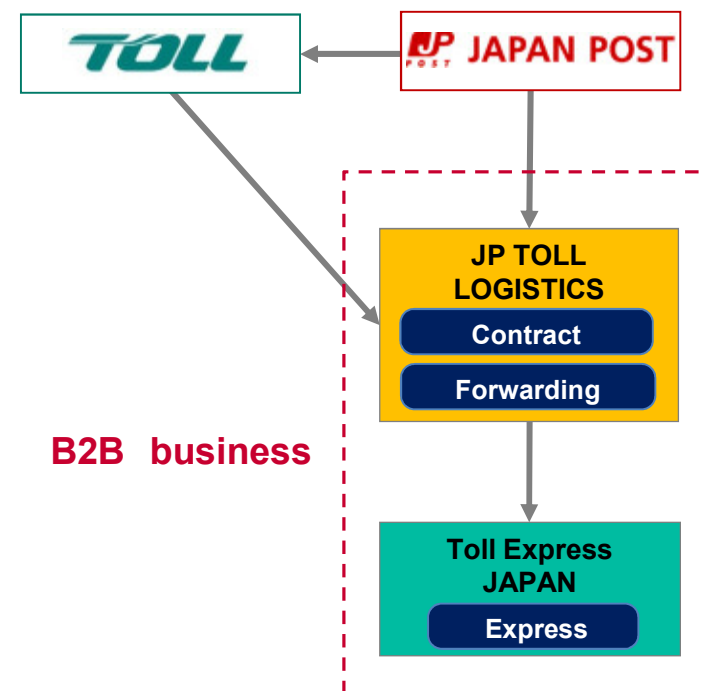 TOLL
JP POST JAPAN POST
JP TOLL
LOGISTICS
Contract
Forwarding
B2B business
Toll Express
JAPAN
Express